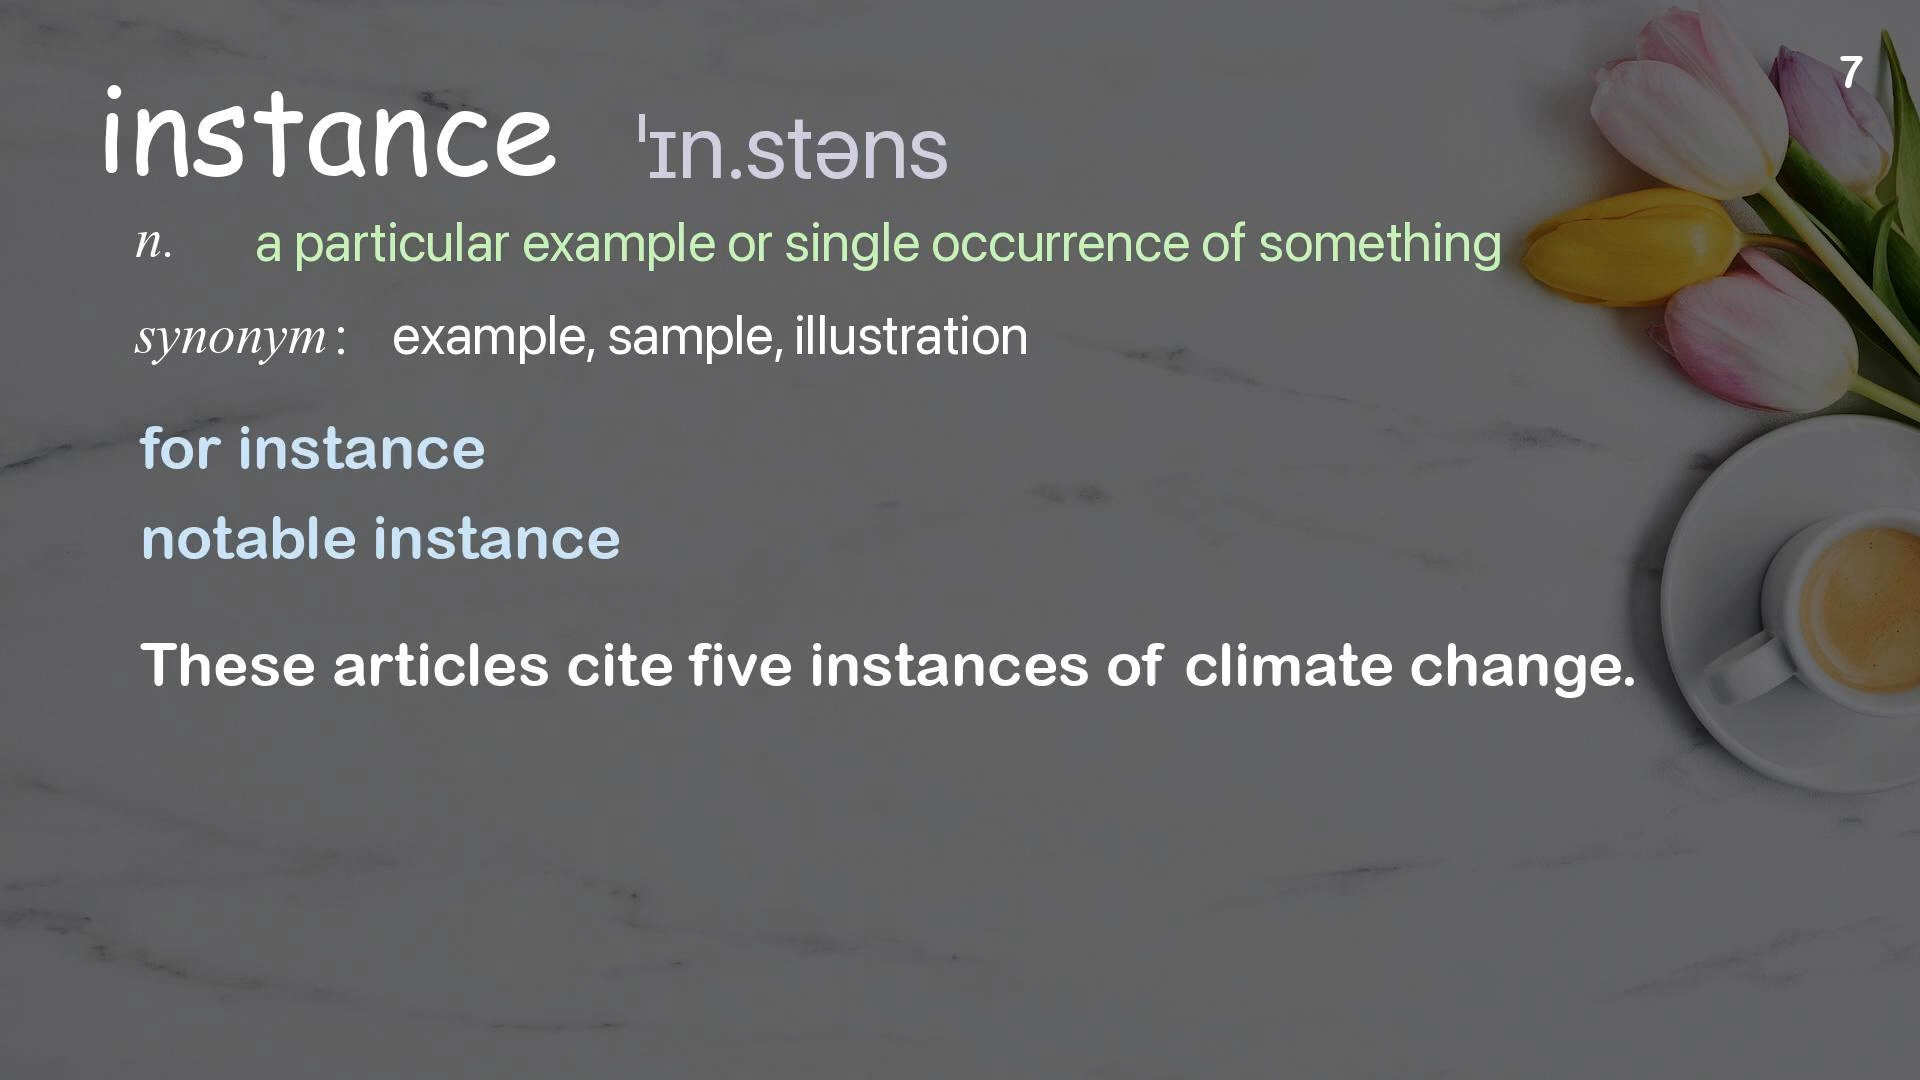 7
instance ˈɪn.stəns
n. a particular example or single occurrence of something
synonym : example, sample, illustration
for instance
notable instance
These articles cite five instances of climate change.